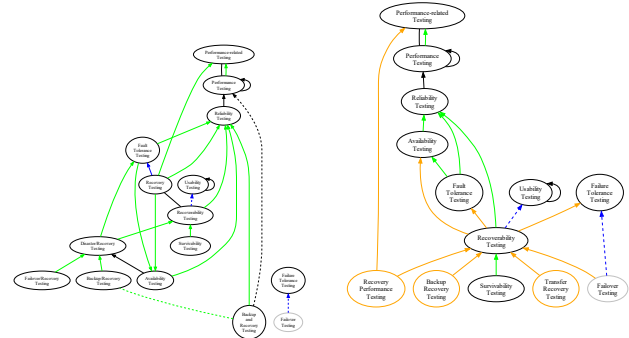 Performance-related
Testing
Performance
Testing
Reliability
Testing
Fault
Tolerance
Testing
Recovery
Testing
Usability
Testing
Recoverability
Testing
Disaster/Recovery
Testing
Survivability
Testing
Failover/Recovery
Testing
Backup/Recovery
Testing
Availability
Testing
Backup
and
Recovery
Testing
Failure
Tolerance
Testing
Failover
Testing
Performance-related
Testing
Performance
Testing
Reliability
Testing
Availability
Testing
Fault
Tolerance
Testing
Usability
Testing
Failure
Tolerance
Testing
Recoverability
Testing
Recovery
Performance
Testing
Backup
Recovery
Testing
Survivability
Testing
Transfer
Recovery
Testing
Failover
Testing